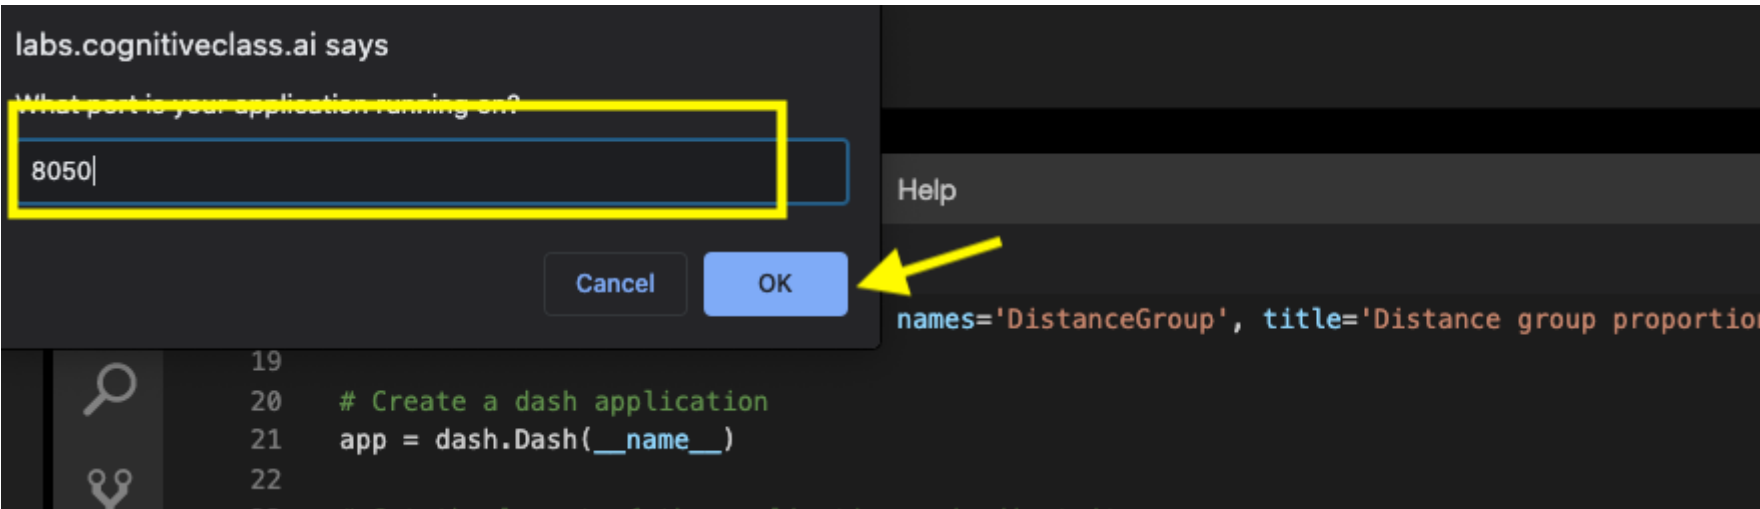 labs.cognitiveclass.ai says
What port is your application running on?
8050
Cancel
OK
Help
names='DistanceGroup', title='Distance group proportio
19
20 # Create a dash application
21 app = dash.Dash(__name__)
22